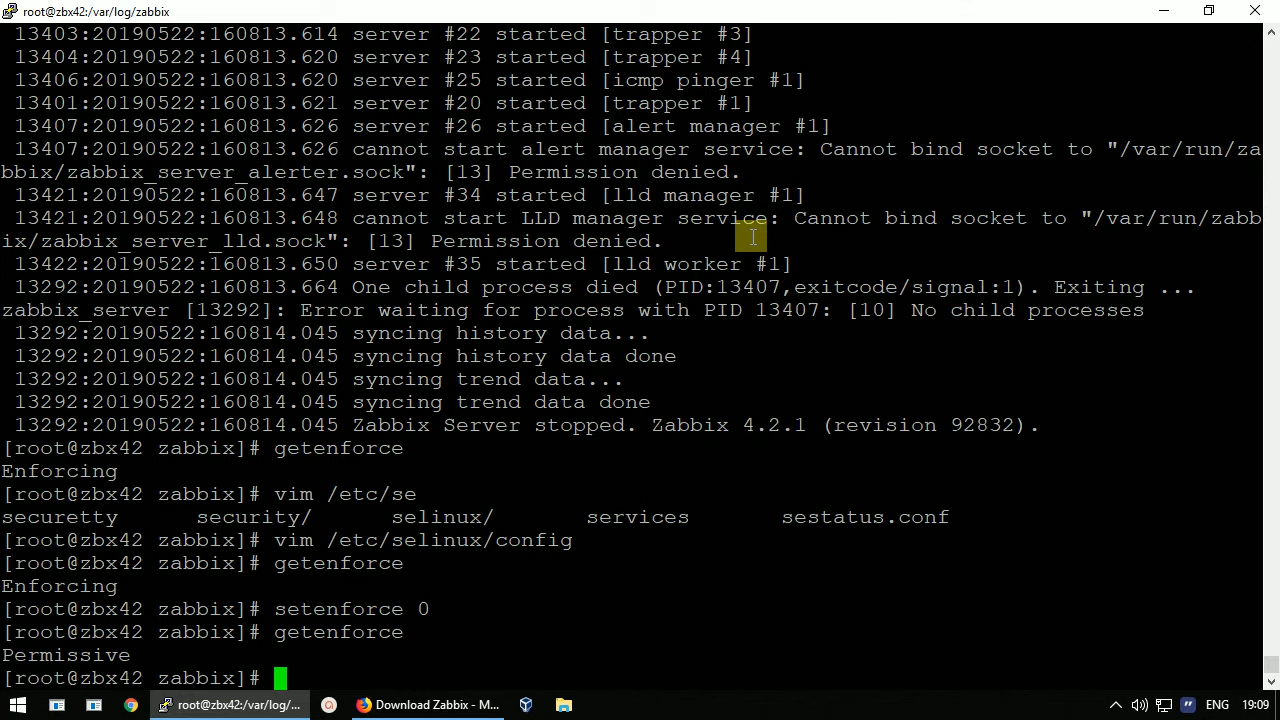 root@zbx42:/var/log/zabbix
13403:20190522:160813.614 server #22 started [trapper #3]
13404:20190522:160813.620 server #23 started [trapper #4]
13406:20190522:160813.620 server #25 started [icmp pinger #1]
13401:20190522:160813.621 server #20 started [trapper #1]
13407:20190522:160813.626 server #26 started [alert manager #1]
13407:20190522:160813.626 cannot start alert manager service: Cannot bind socket to "/var/run/za
bbix/zabbix_server_alerter.sock": [13] Permission denied.
13421:20190522:160813.647 server #34 started [lld manager #1]
13421:20190522:160813.648 cannot start LLD manager service: Cannot bind socket to "/var/run/zabb
ix/zabbix_server_lld.sock": [13] Permission denied.
13422:20190522:160813.650 server #35 started [lld worker #1]
13292:20190522:160813.664 One child process died (PID:13407,exitcode/signal:1). Exiting ...
zabbix_server [13292]: Error waiting for process with PID 13407: [10] No child processes
13292:20190522:160814.045 syncing history data...
13292:20190522:160814.045 syncing history data done
13292:20190522:160814.045 syncing trend data...
13292:20190522:160814.045 syncing trend data done
13292:20190522:160814.045 Zabbix Server stopped. Zabbix 4.2.1 (revision 92832).
[root@zbx42 zabbix]# getenforce
Enforcing
[root@zbx42 zabbix]# vim /etc/se
securetty security/ selinux/ services sestatus.conf
[root@zbx42 zabbix]# vim /etc/selinux/config
[root@zbx42 zabbix]# getenforce
Enforcing
[root@zbx42 zabbix]# setenforce 0
[root@zbx42 zabbix]# getenforce
Permissive
[root@zbx42 zabbix]#
root@zbx42:/var/log/... Download Zabbix - M... ENG 19:09